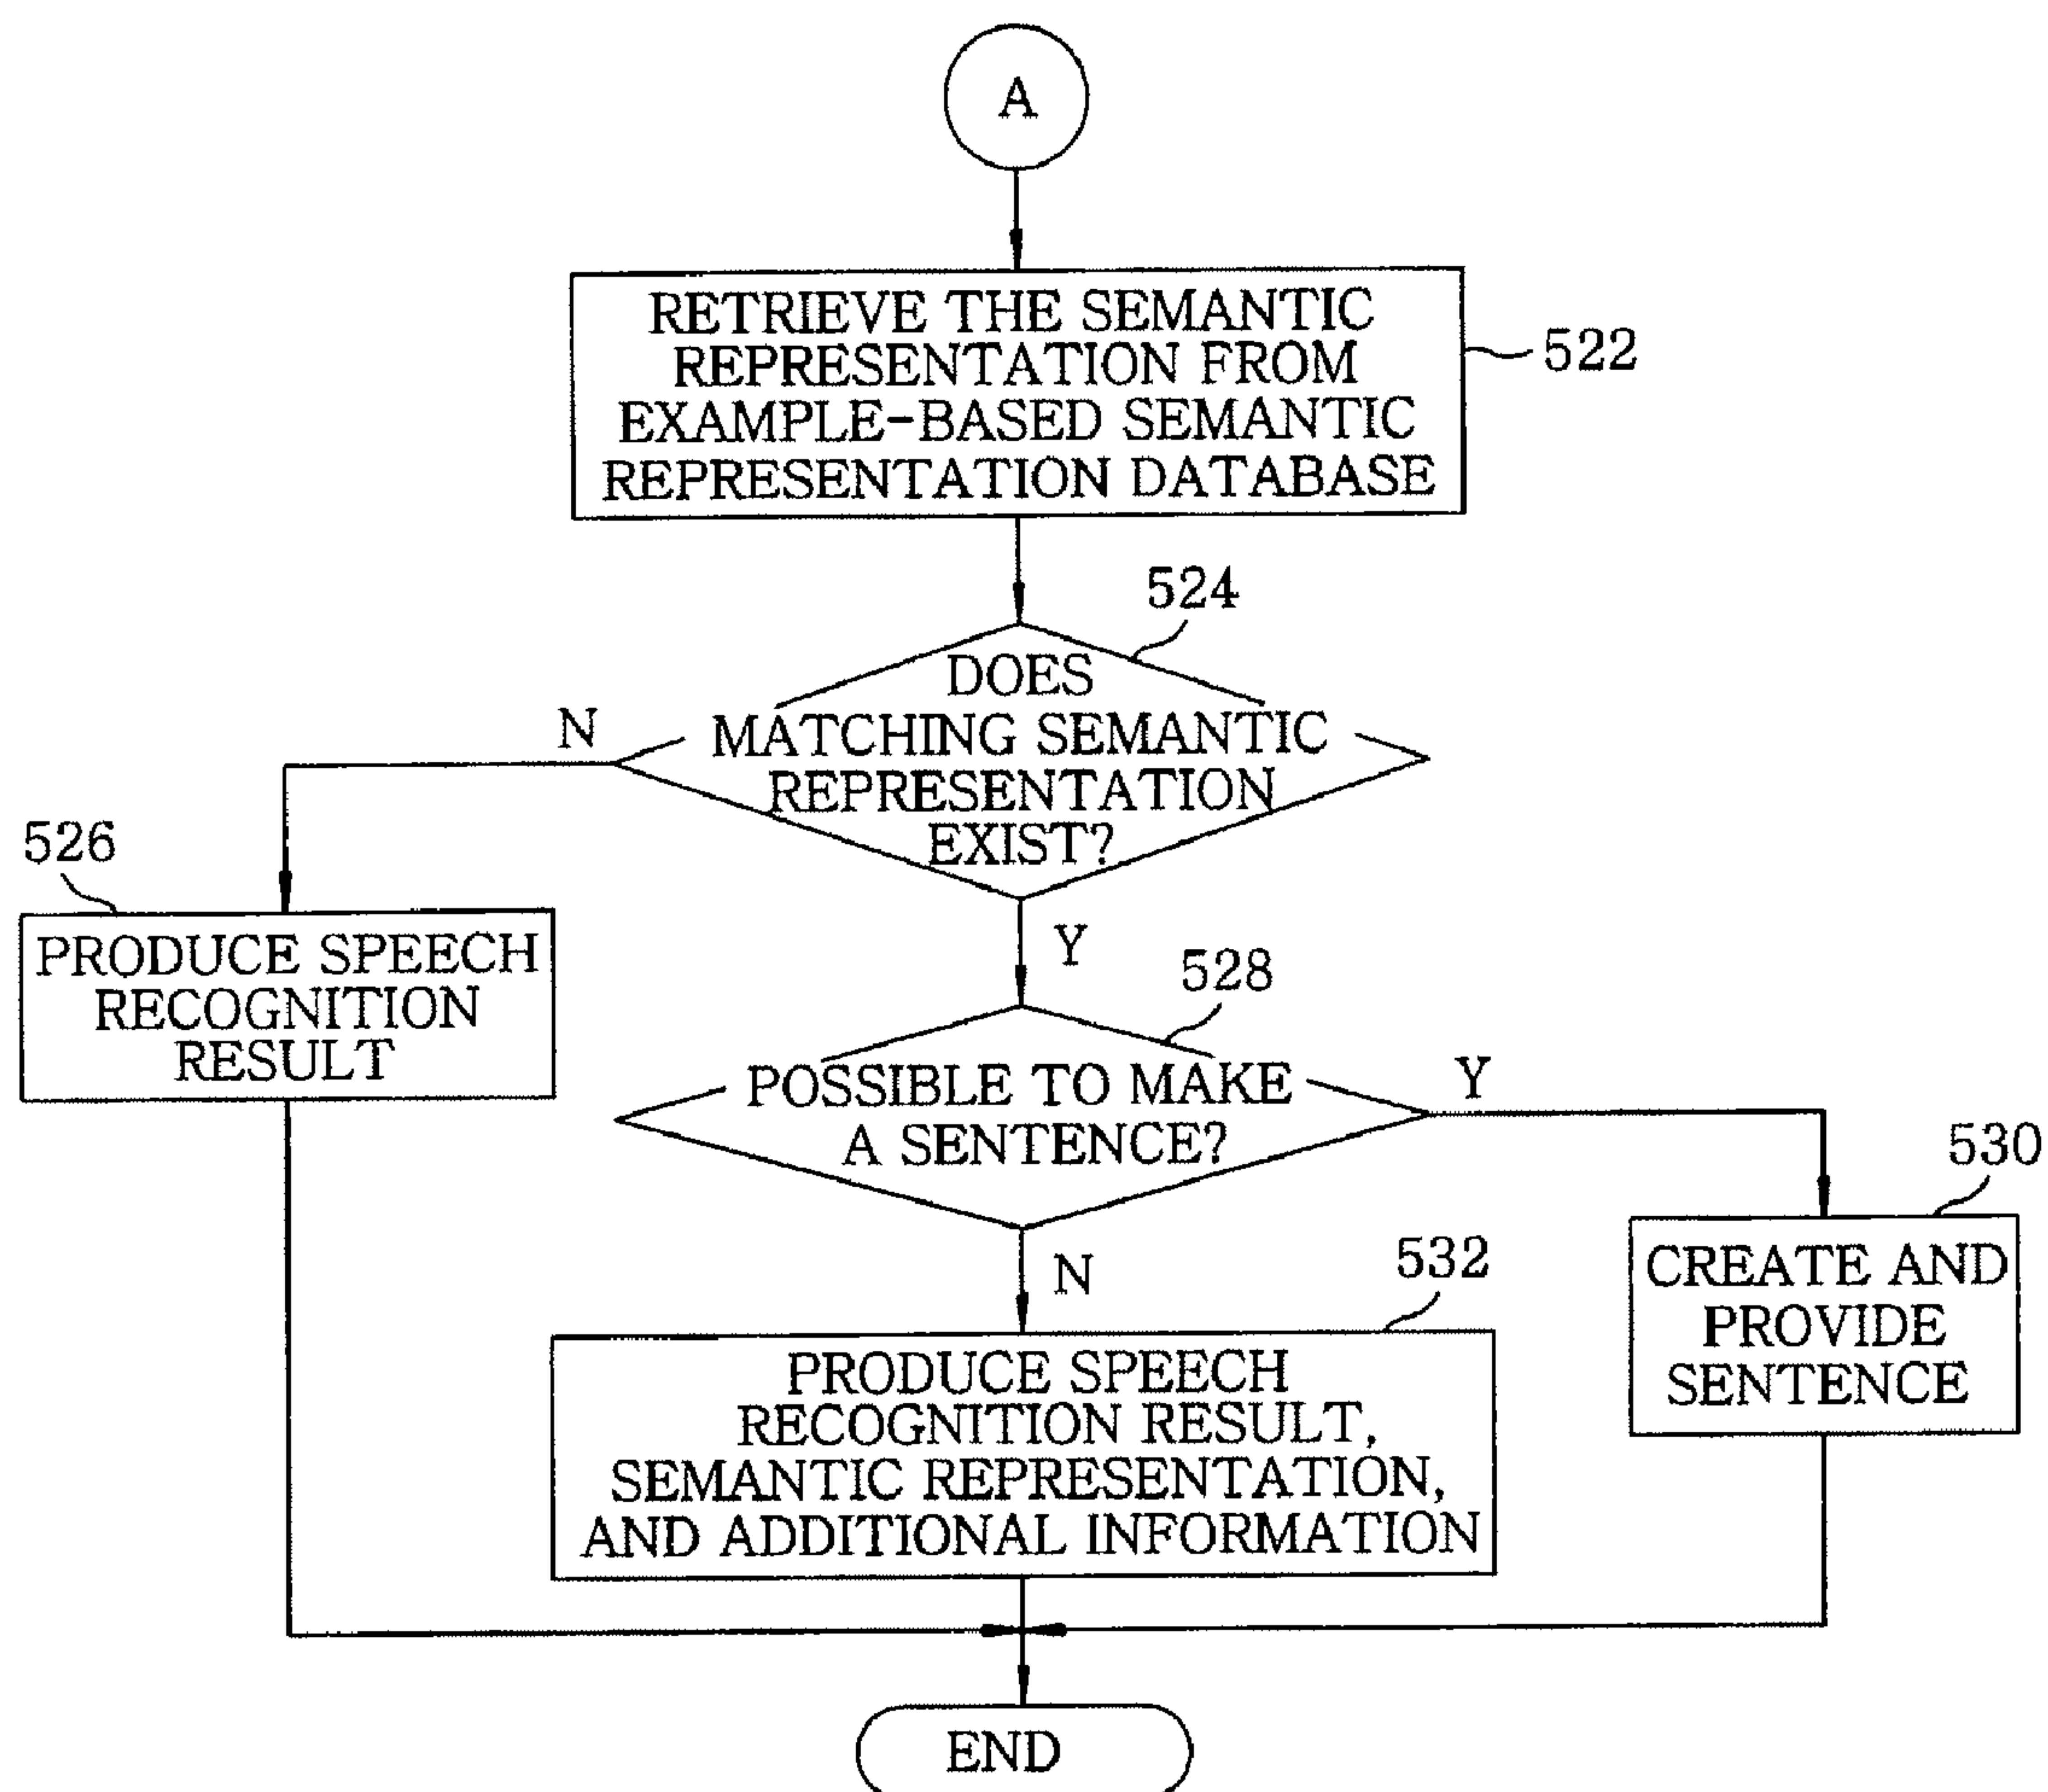 A
RETRIEVE THE SEMANTIC
REPRESENTATION FROM
EXAMPLE-BASED SEMANTIC
REPRESENTATION DATABASE
522
524
DOES
MATCHING SEMANTIC
REPRESENTATION
EXIST?
N
526
PRODUCE SPEECH
RECOGNITION
RESULT
Y
528
POSSIBLE TO MAKE
A SENTENCE?
Y
530
CREATE AND
PROVIDE
SENTENCE
N
532
PRODUCE SPEECH
RECOGNITION RESULT,
SEMANTIC REPRESENTATION,
AND ADDITIONAL INFORMATION
END